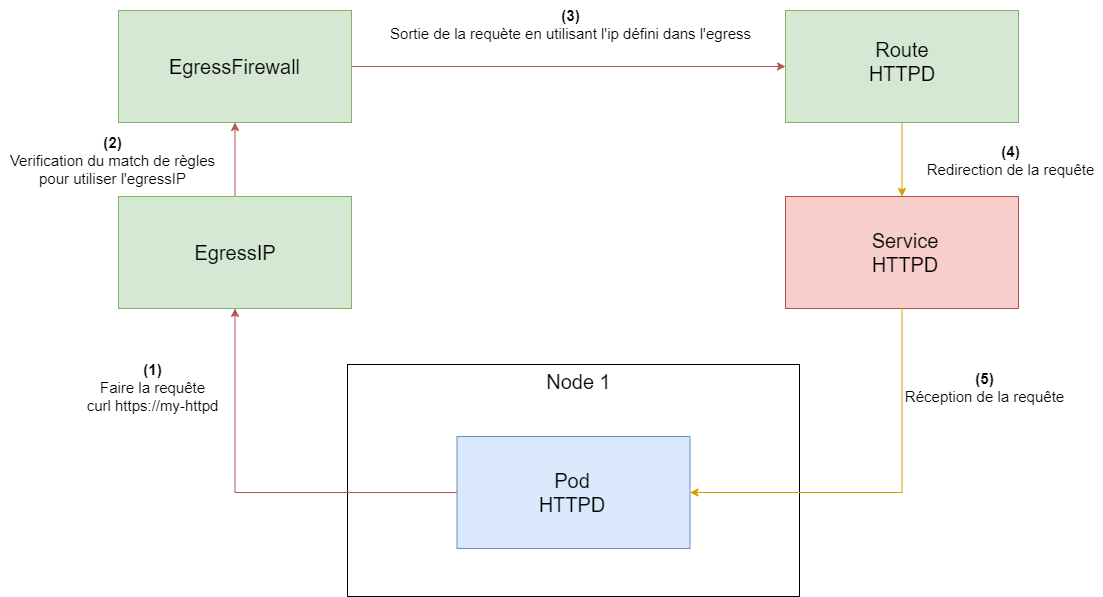 (3)
Sortie de la requète en utilisant l'ip défini dans l'egress
EgressFirewall
Route
HTTPD
(2)
Verification du match de règles
pour utiliser l'egressIP
(4)
Redirection de la requête
EgressIP
Service
HTTPD
(1)
Faire la requête
curl https://my-httpd
Node 1
(5)
Réception de la requête
Pod
HTTPD